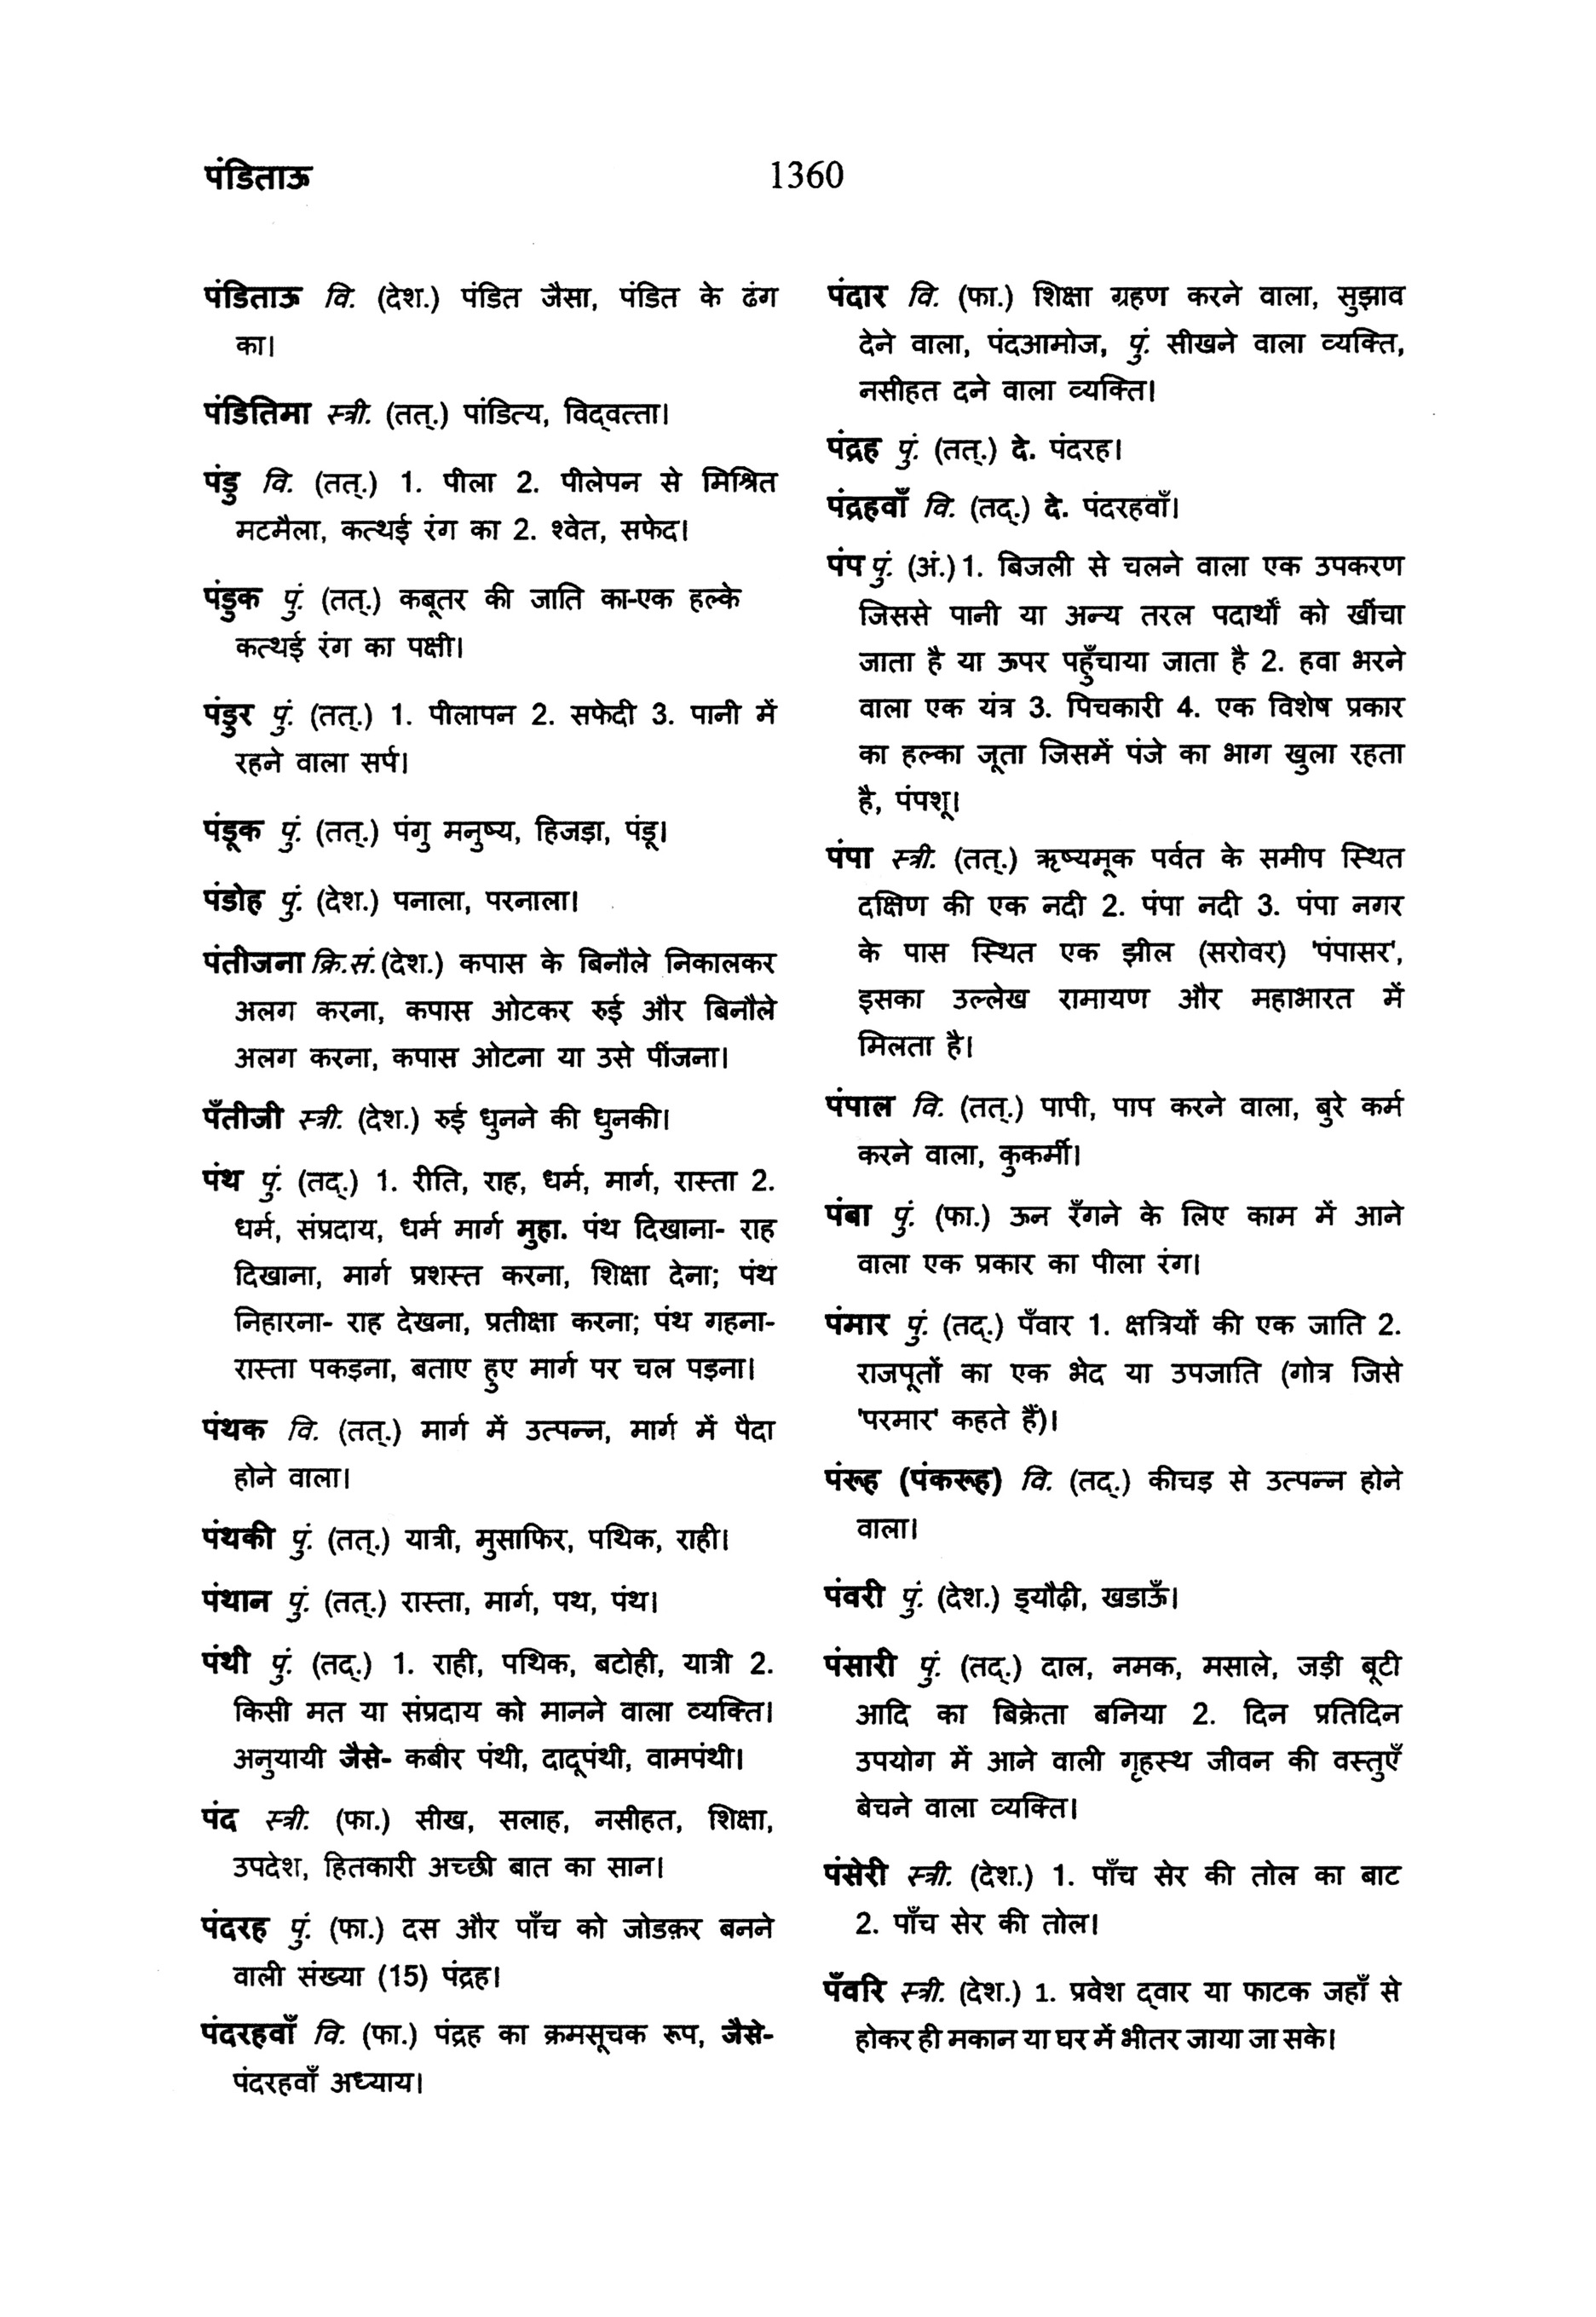 पंडिताऊ
1360
पंडिताऊ वि. (देश.) पंडित जैसा, पंडित के ढंग
का।
पंडितिमा स्त्री. (तत्.) पांडित्य, विद्वत्ता।
पंडु वि. (तत्.) 1. पीला 2. पीलेपन से मिश्रित
मटमैला, कत्थई रंग का 2. श्वेत, सफेद।
पंडुक पुं. (तत्.) कबूतर की जाति का-एक हल्के
कत्थई रंग का पक्षी।
पंडुर पुं. (तत्.) 1. पीलापन 2. सफेदी 3. पानी में
रहने वाला सर्प।
पंडूक पुं. (तत्.) पंगु मनुष्य, हिजड़ा, पंडू।
पंडोह पुं. (देश.) पनाला, परनाला।
पंतीजना क्रि.सं. (देश.) कपास के बिनौले निकालकर
अलग करना, कपास ओटकर रुई और बिनौले
अलग करना, कपास ओटना या उसे पींजना।
पँतीजी स्त्री. (देश.) रुई धुनने की धुनकी।
पंथ पुं. (तद्.) 1. रीति, राह, धर्म, मार्ग, रास्ता 2.
धर्म, संप्रदाय, धर्म मार्ग मुहा. पंथ दिखाना- राह
दिखाना, मार्ग प्रशस्त करना, शिक्षा देना; पंथ
निहारना- राह देखना, प्रतीक्षा करना; पंथ गहना-
रास्ता पकड़ना, बताए हुए मार्ग पर चल पड़ना।
पंथक वि. (तत्.) मार्ग में उत्पन्न, मार्ग में पैदा
होने वाला।
पंथकी पुं. (तत्.) यात्री, मुसाफिर, पथिक, राही।
पंथान पुं. (तत्.) रास्ता, मार्ग, पथ, पंथ।
पंथी पुं. (तद्.) 1. राही, पथिक, बटोही, यात्री 2.
किसी मत या संप्रदाय को मानने वाला व्यक्ति।
अनुयायी जैसे- कबीर पंथी, दादूपंथी, वामपंथी।
पंद स्त्री. (फा.) सीख, सलाह, नसीहत, शिक्षा,
उपदेश, हितकारी अच्छी बात का सान।
पंदरह पुं. (फा.) दस और पाँच को जोडक़र बनने
वाली संख्या (15) पंद्रह।
पंदरहवाँ वि. (फा.) पंद्रह का क्रमसूचक रूप, जैसे-
पंदरहवाँ अध्याय।
पंदार वि. (फा.) शिक्षा ग्रहण करने वाला, सुझाव
देने वाला, पंदआमोज, पुं. सीखने वाला व्यक्ति,
नसीहत दने वाला व्यक्ति।
पंद्रह पुं. (तत्.) दे. पंदरह।
पंद्रहवाँ वि. (तद्.) दे. पंदरहवाँ।
पंप पुं. (अं.) 1. बिजली से चलने वाला एक उपकरण
जिससे पानी या अन्य तरल पदार्थों को खींचा
जाता है या ऊपर पहुँचाया जाता है 2. हवा भरने
वाला एक यंत्र 3. पिचकारी 4. एक विशेष प्रकार
का हल्का जूता जिसमें पंजे का भाग खुला रहता
है, पंपशू।
पंपा स्त्री. (तत्.) ऋष्यमूक पर्वत के समीप स्थित
दक्षिण की एक नदी 2. पंपा नदी 3. पंपा नगर
के पास स्थित एक झील (सरोवर) 'पंपासर',
इसका उल्लेख रामायण और महाभारत में
मिलता है।
पंपाल वि. (तत्.) पापी, पाप करने वाला, बुरे कर्म
करने वाला, कुकर्मी।
पंबा पुं. (फा.) ऊन रँगने के लिए काम में आने
वाला एक प्रकार का पीला रंग।
पंमार पुं. (तद्.) पँवार 1. क्षत्रियों की एक जाति 2.
राजपूतों का एक भेद या उपजाति (गोत्र जिसे
'परमार' कहते हैं)।
पंरूह (पंकरूह) वि. (तद्.) कीचड़ से उत्पन्न होने
वाला।
पंवरी पुं. (देश.) ड्यौढ़ी, खडाऊँ।
पंसारी पुं. (तद्.) दाल, नमक, मसाले, जड़ी बूटी
आदि का बिक्रेता बनिया 2. दिन प्रतिदिन
उपयोग में आने वाली गृहस्थ जीवन की वस्तुएँ
बेचने वाला व्यक्ति।
पंसेरी स्त्री. (देश.) 1. पाँच सेर की तोल का बाट
2. पाँच सेर की तोल।
पँवरि स्त्री. (देश.) 1. प्रवेश द्वार या फाटक जहाँ से
होकर ही मकान या घर में भीतर जाया जा सके।